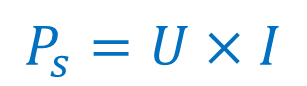 P_s = U × I